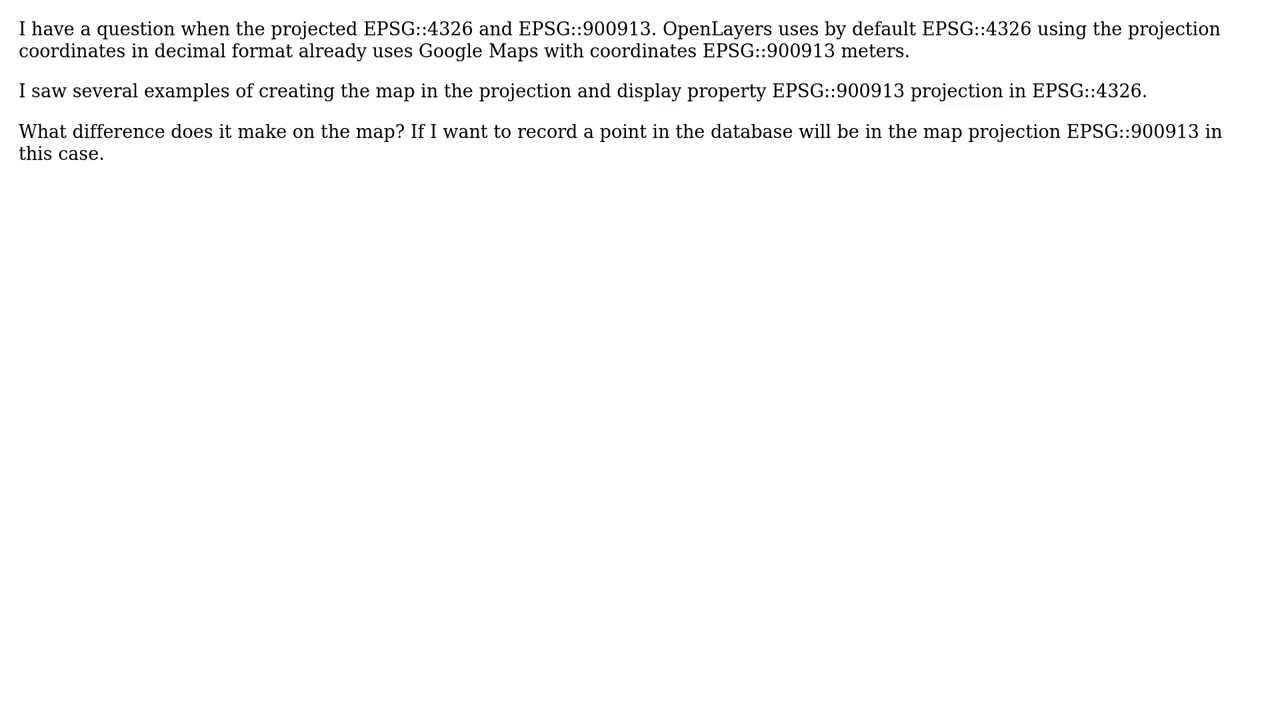 I have a question when the projected EPSG::4326 and EPSG::900913. OpenLayers uses by default EPSG::4326 using the projection
coordinates in decimal format already uses Google Maps with coordinates EPSG::900913 meters.
I saw several examples of creating the map in the projection and display property EPSG::900913 projection in EPSG::4326.
What difference does it make on the map? If I want to record a point in the database will be in the map projection EPSG::900913 in
this case.